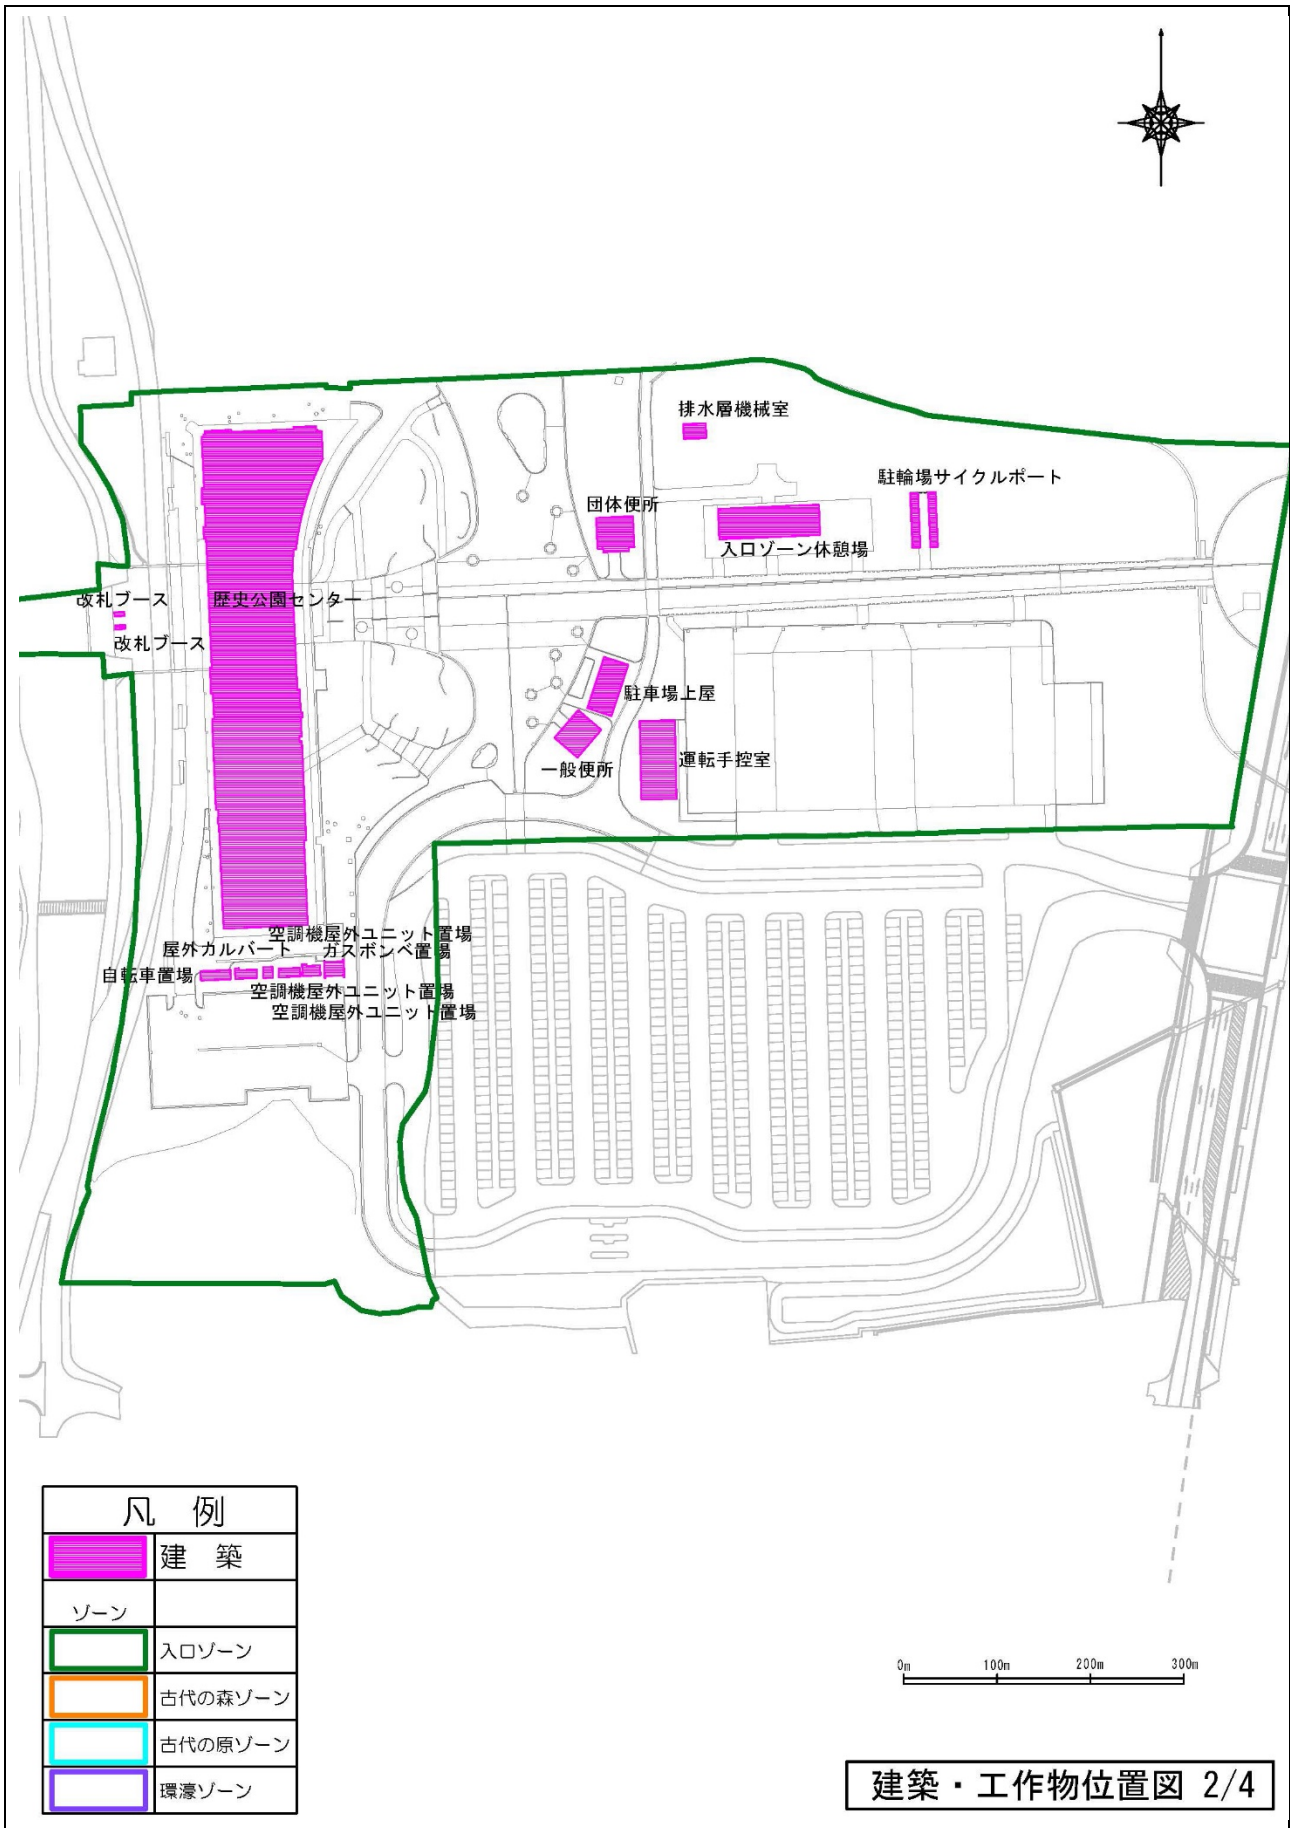 排水層機械室
駐輪場サイクルポート
団体便所
入口ゾーン休憩場
改札ブース
歴史公園センター
改札ブース
駐車場上屋
運転手控室
一般便所
空調機屋外ユニット置場
屋外カルバート
ガスボンベ置場
自転車置場
空調機屋外ユニット置場
空調機屋外ユニット置場
凡 例
建 築
ゾーン
入口ゾーン
古代の森ゾーン
古代の原ゾーン
環濠ゾーン
0m 100m 200m 300m
建築・工作物位置図 2/4